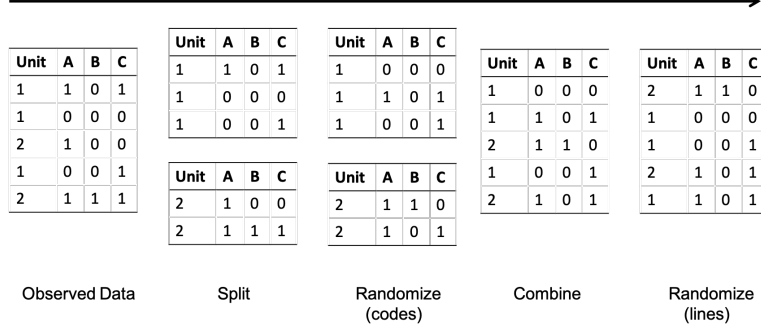 Unit A B C
1 1 0 1
1 0 0 0
2 1 0 0
1 0 0 1
2 1 1 1
Observed Data
Unit A B C
1 1 0 1
1 0 0 0
1 0 0 1
Unit A B C
2 1 0 0
2 1 1 1
Split
Unit A B C
1 0 0 0
1 1 0 1
1 0 0 1
Unit A B C
2 1 1 0
2 1 0 1
Randomize
(codes)
Unit A B C
1 0 0 0
1 1 0 1
2 1 1 0
1 0 0 1
2 1 0 1
Combine
Unit A B C
2 1 1 0
1 0 0 0
1 0 0 1
2 1 0 1
1 1 0 1
Randomize
(lines)